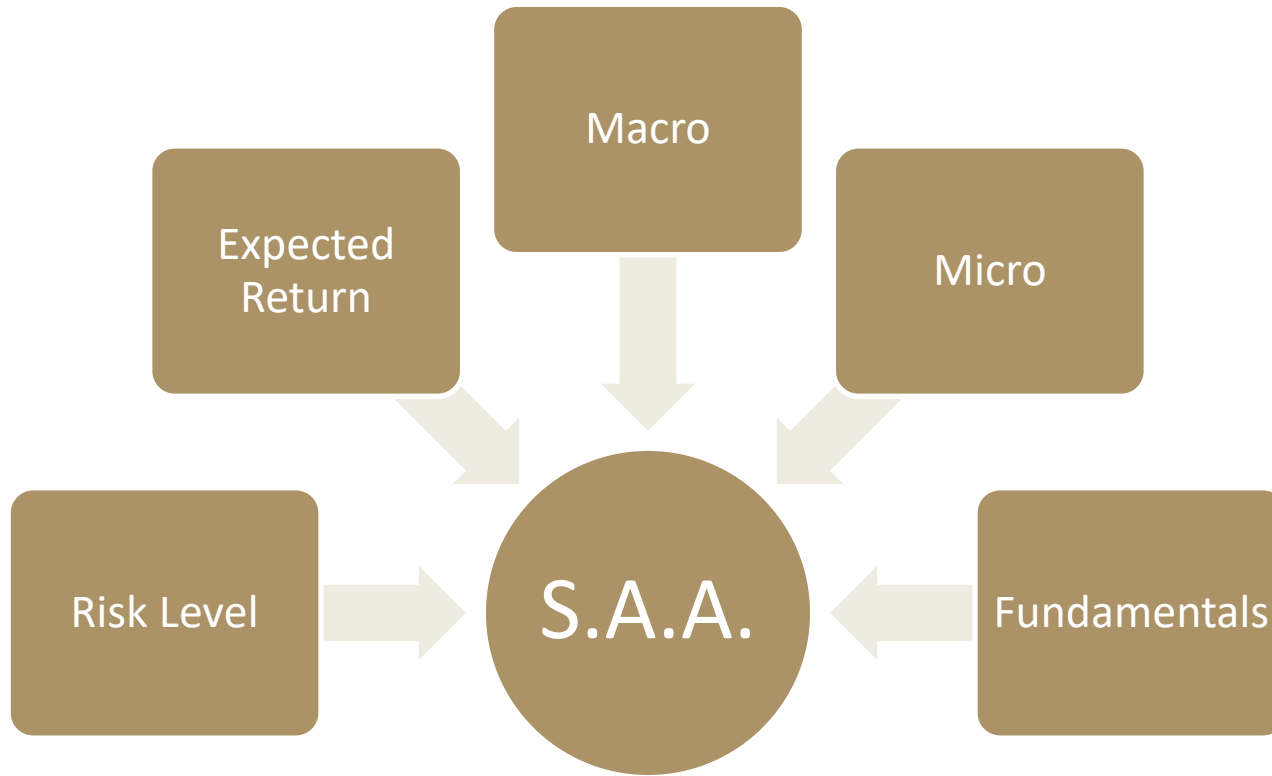 Macro
Expected
Return
Micro
Risk Level
S.A.A.
Fundamentals